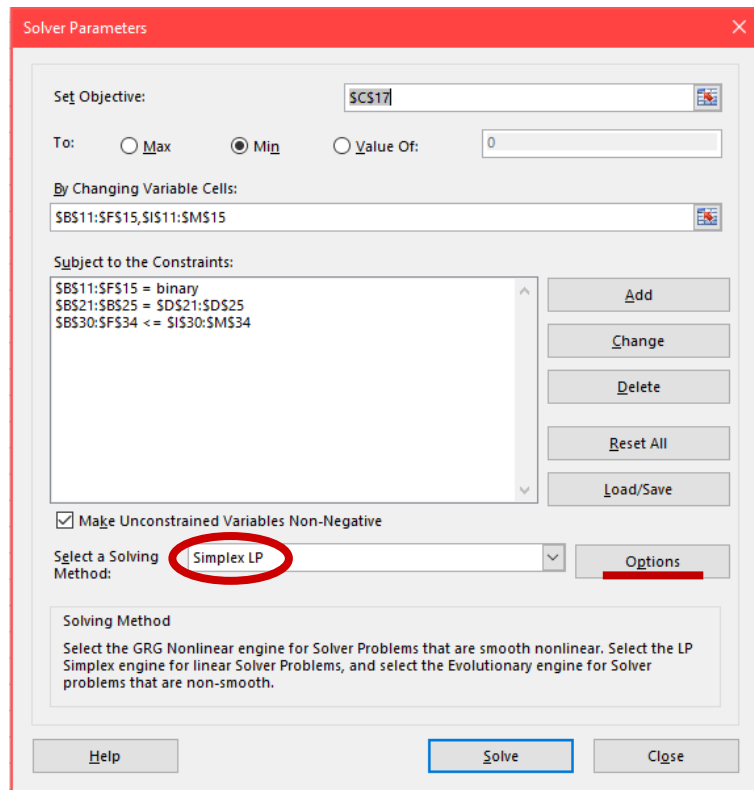 Solver Parameters
Set Objective: $C$17
To: Max Min Value Of: 0
By Changing Variable Cells:
$B$11:$F$15,$I$11:$M$15
Subject to the Constraints:
$B$11:$F$15 = binary
$B$21:$B$25 = $D$21:$D$25
$B$30:$F$34 <= $I$30:$M$34
Add
Change
Delete
Reset All
Load/Save
Make Unconstrained Variables Non-Negative
Select a Solving Method: Simplex LP Options
Solving Method
Select the GRG Nonlinear engine for Solver Problems that are smooth nonlinear. Select the LP
Simplex engine for linear Solver Problems, and select the Evolutionary engine for Solver
problems that are non-smooth.
Help Solve Close